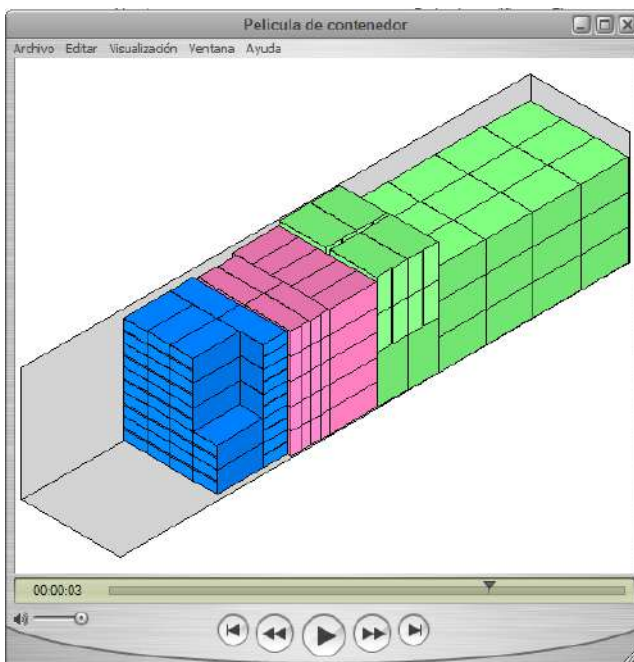 Pelicula de contenedor
Archivo Editar Visualización Ventana Ayuda
00:00:03